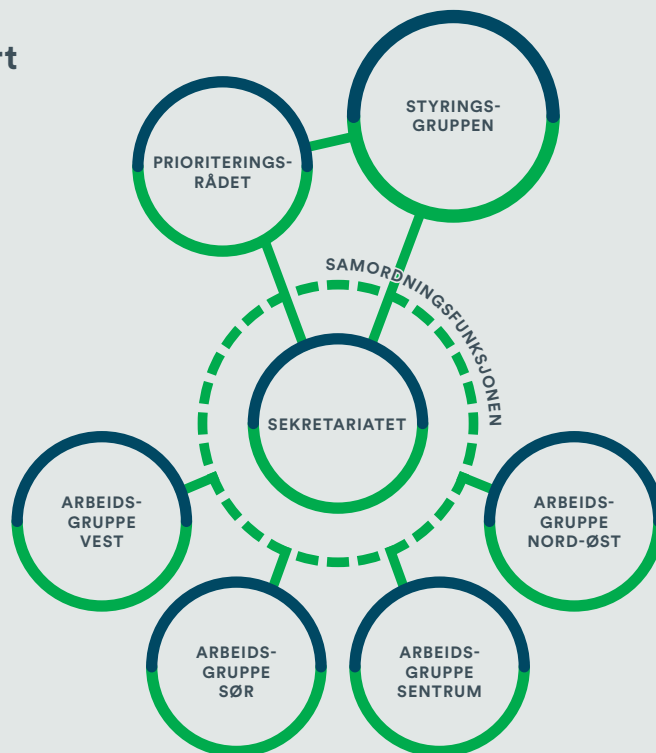 STYRINGS-
GRUPPEN
PRIORITERINGS-
RÅDET
SAMORDNINGSFUNKSJONEN
SEKRETARIATET
ARBEIDS-
GRUPPE
VEST
ARBEIDS-
GRUPPE
NORD-ØST
ARBEIDS-
GRUPPE
SØR
ARBEIDS-
GRUPPE
SENTRUM